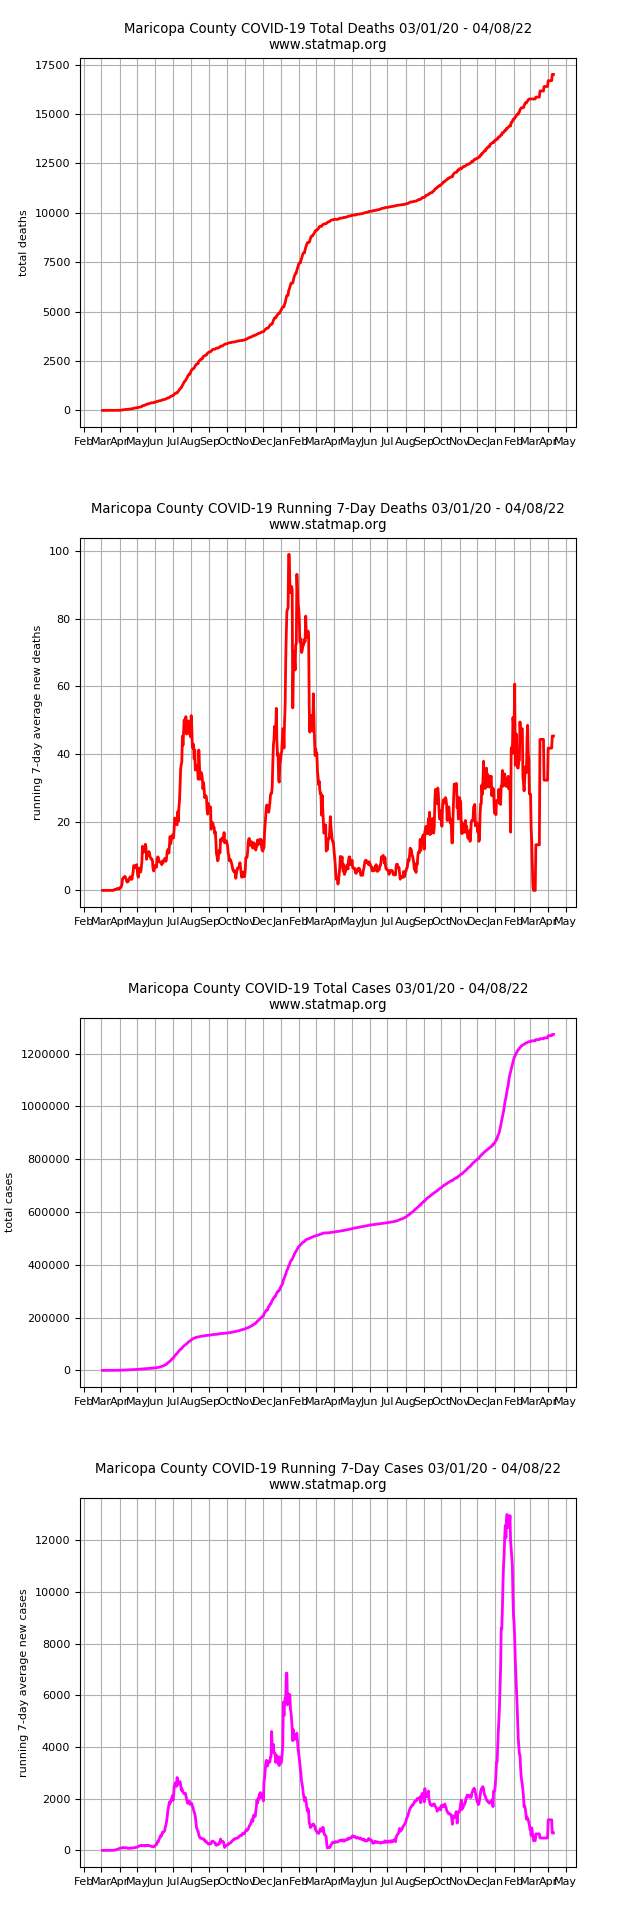 Maricopa County COVID-19 Total Deaths 03/01/20 - 04/08/22
www.statmap.org
17500
15000
12500
10000
7500
5000
2500
0
total deaths
Feb Mar Apr May Jun Jul Aug Sep Oct Nov Dec Jan Feb Mar Apr May Jun Jul Aug Sep Oct Nov Dec Jan Feb Mar Apr May
Maricopa County COVID-19 Running 7-Day Deaths 03/01/20 - 04/08/22
www.statmap.org
100
80
60
40
20
0
running 7-day average new deaths
Feb Mar Apr May Jun Jul Aug Sep Oct Nov Dec Jan Feb Mar Apr May Jun Jul Aug Sep Oct Nov Dec Jan Feb Mar Apr May
Maricopa County COVID-19 Total Cases 03/01/20 - 04/08/22
www.statmap.org
1200000
1000000
800000
600000
400000
200000
0
total cases
Feb Mar Apr May Jun Jul Aug Sep Oct Nov Dec Jan Feb Mar Apr May Jun Jul Aug Sep Oct Nov Dec Jan Feb Mar Apr May
Maricopa County COVID-19 Running 7-Day Cases 03/01/20 - 04/08/22
www.statmap.org
12000
10000
8000
6000
4000
2000
0
running 7-day average new cases
Feb Mar Apr May Jun Jul Aug Sep Oct Nov Dec Jan Feb Mar Apr May Jun Jul Aug Sep Oct Nov Dec Jan Feb Mar Apr May